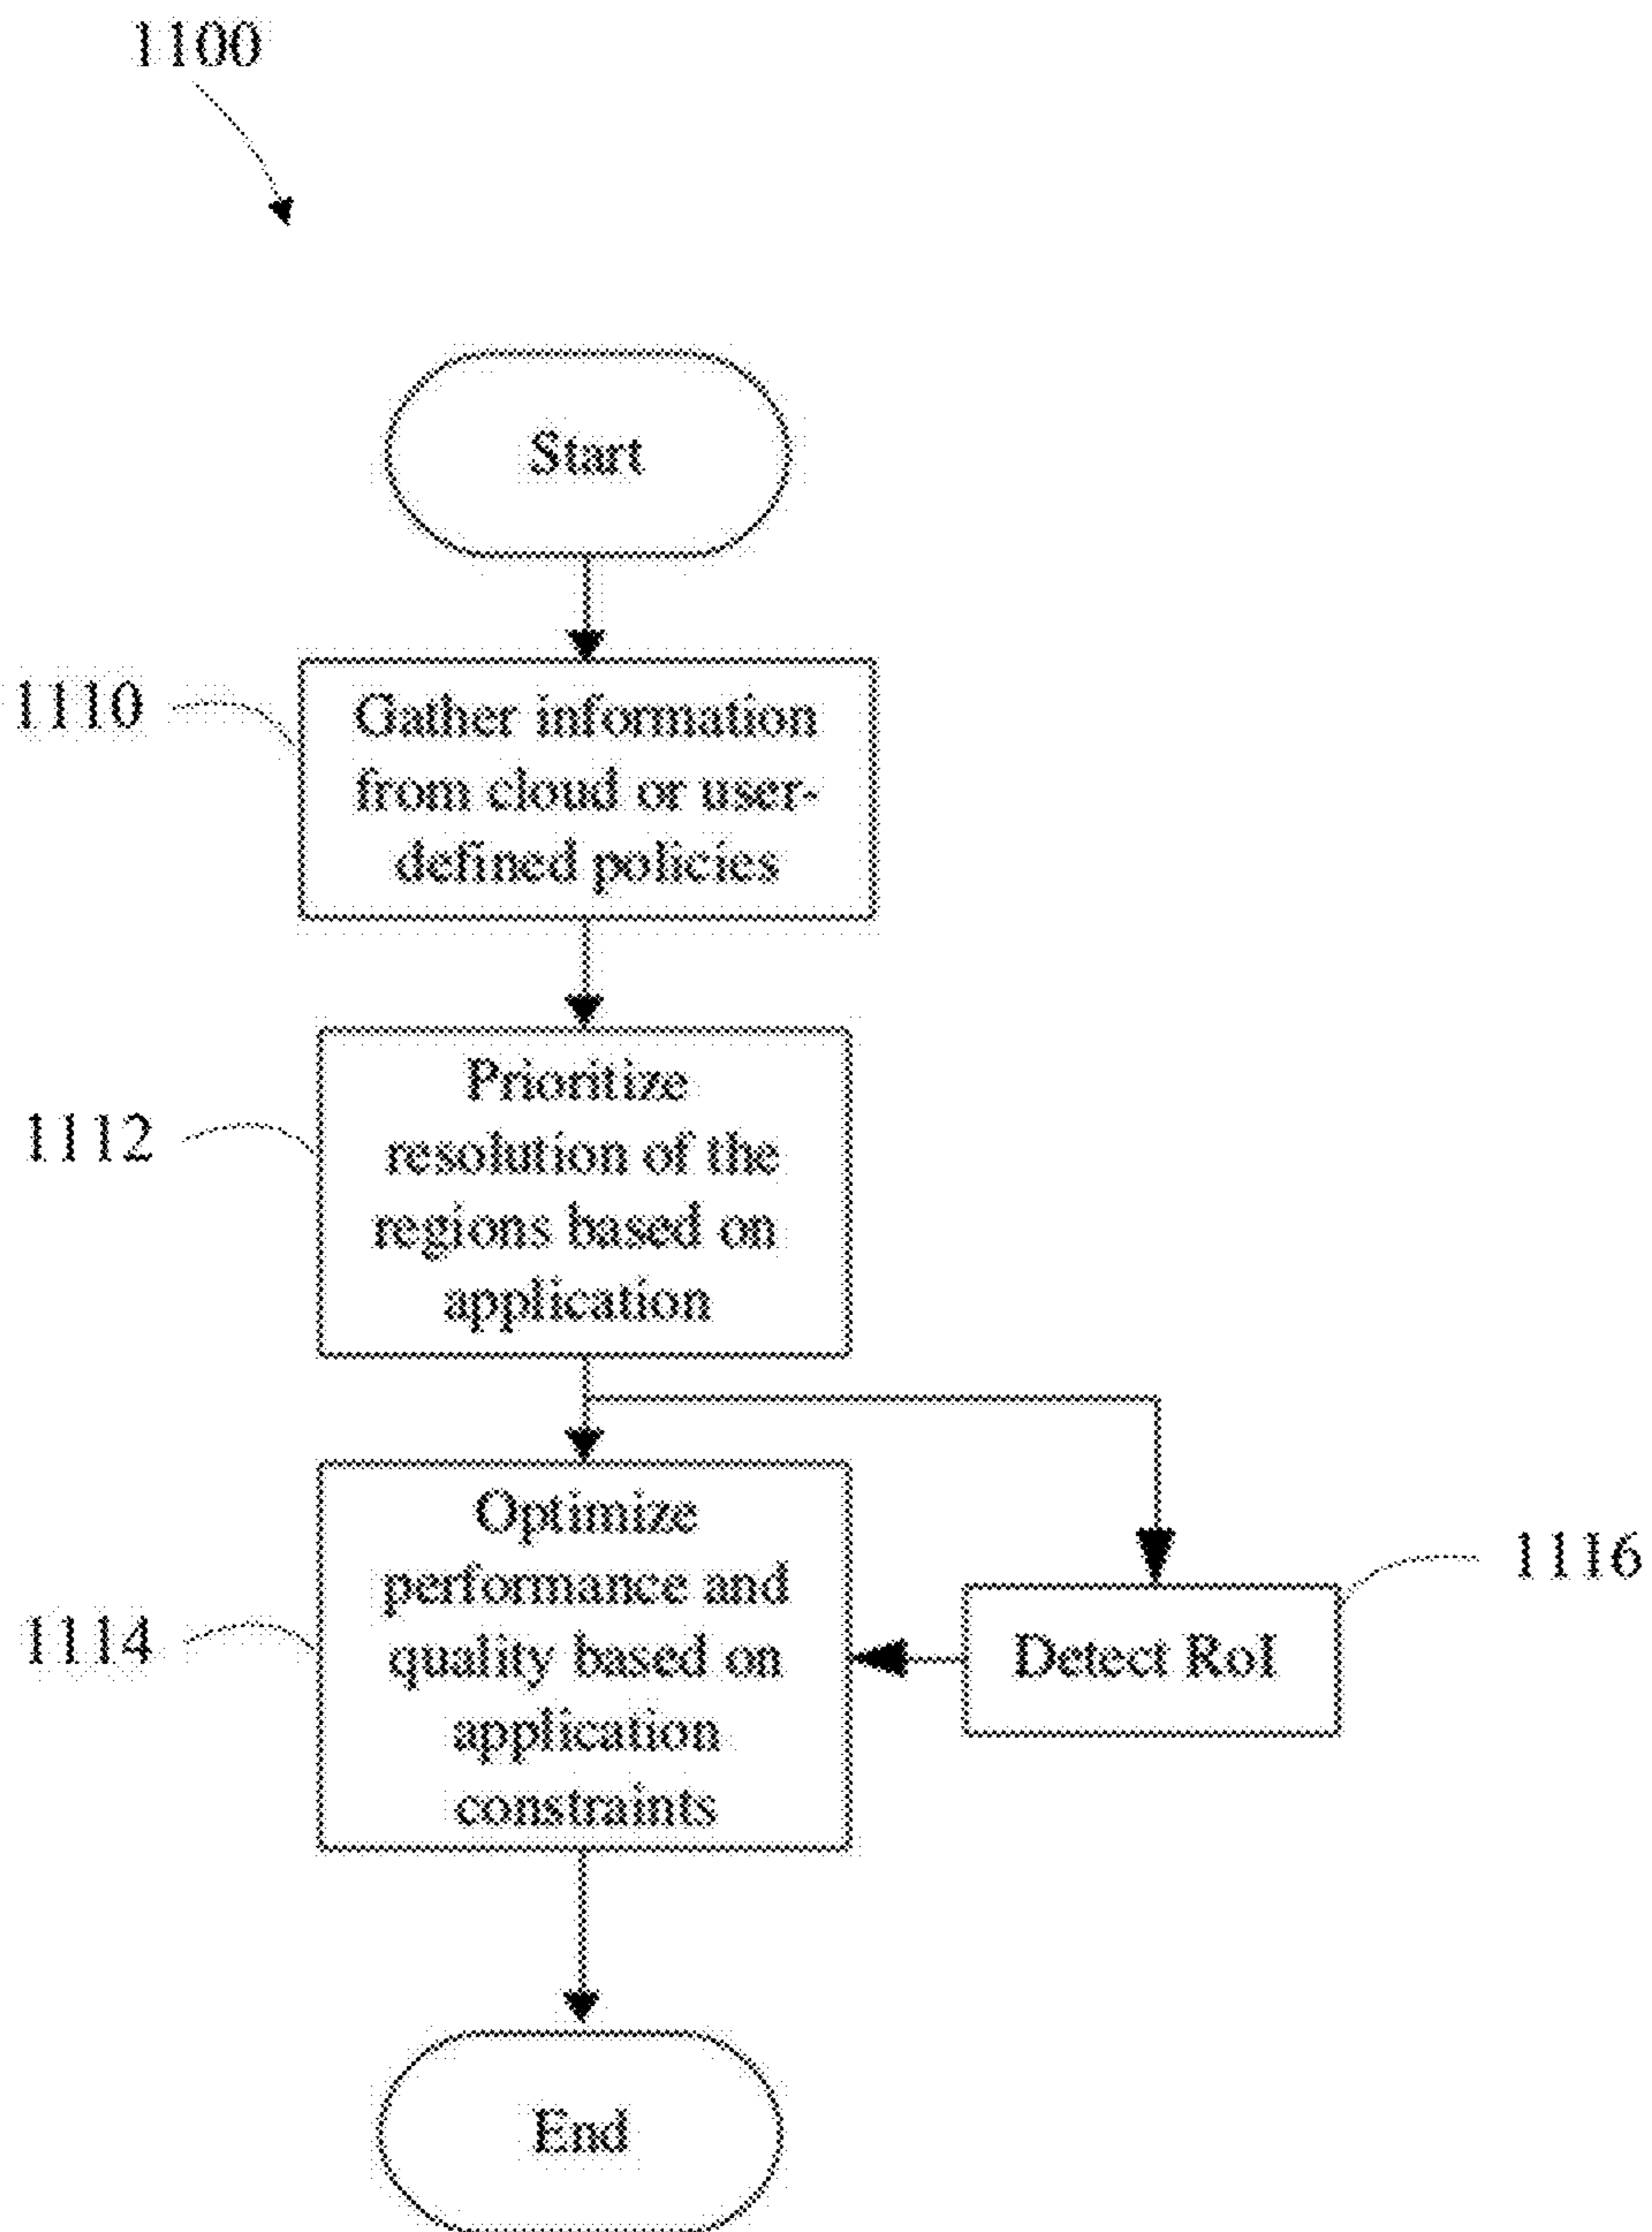 1100
Start
1110
Gather information
from cloud or user-
defined policies
1112
Prioritize
resolution of the
regions based on
application
1114
Optimize
performance and
quality based on
application
constraints
1116
Detect RoI
End